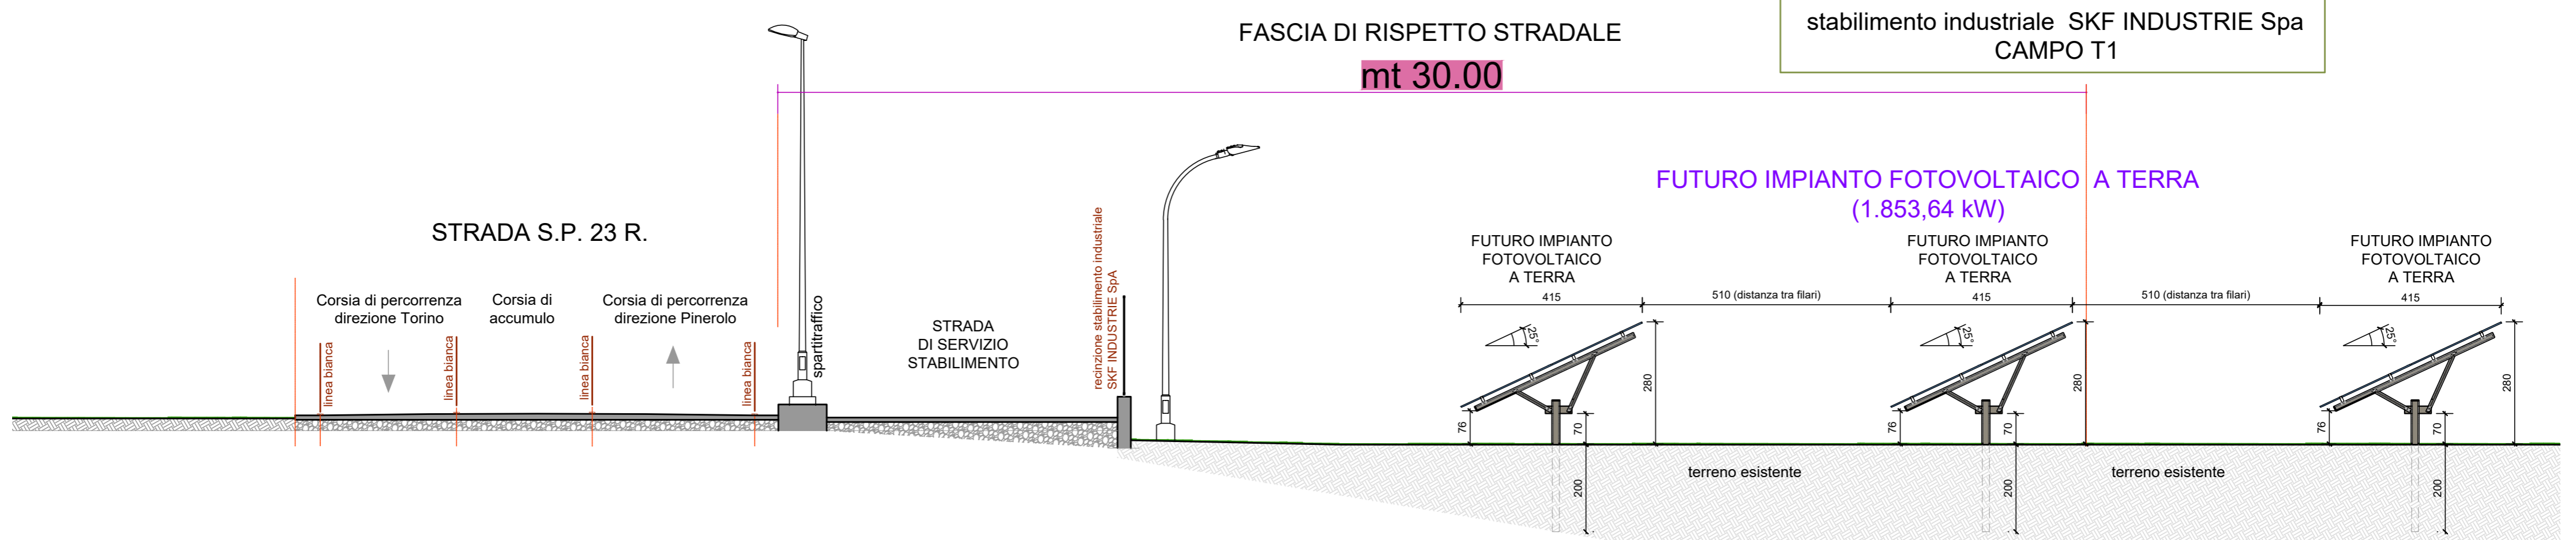 FASCIA DI RISPETTO STRADALE
mt 30.00
stabilimento industriale SKF INDUSTRIE Spa
CAMPO T1
FUTURO IMPIANTO FOTOVOLTAICO A TERRA
(1.853,64 kW)
STRADA S.P. 23 R.
Corsia di percorrenza
direzione Torino
Corsia di
accumulo
Corsia di percorrenza
direzione Pinerolo
linea bianca
linea bianca
linea bianca
linea bianca
spartitraffico
STRADA
DI SERVIZIO
STABILIMENTO
recinzione stabilimento industriale
SKF INDUSTRIE SpA
FUTURO IMPIANTO
FOTOVOLTAICO
A TERRA
FUTURO IMPIANTO
FOTOVOLTAICO
A TERRA
FUTURO IMPIANTO
FOTOVOLTAICO
A TERRA
415
510 (distanza tra filari)
415
510 (distanza tra filari)
415
25°
25°
25°
76
70
280
200
76
70
280
200
76
70
280
200
terreno esistente
terreno esistente